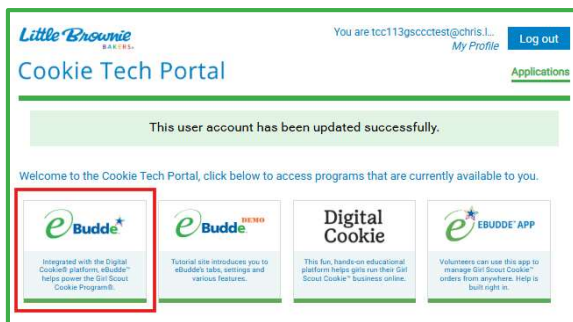 Little Brownie
BAKERS®
You are tcc113gsccctest@chris.l...
My Profile
Log out
Cookie Tech Portal
Applications
This user account has been updated successfully.
Welcome to the Cookie Tech Portal, click below to access programs that are currently available to you.
eBudde
Integrated with the Digital
Cookie® platform, eBudde™
helps power the Girl Scout
Cookie Program®.
eBudde DEMO
Tutorial site introduces you to
eBudde's tabs, settings and
various features.
Digital
Cookie
This fun, hands-on educational
platform helps girls run their Girl
Scout Cookie™ business online.
e EBUDDE™ APP
Volunteers can use this app to
manage Girl Scout Cookie™
orders from anywhere. Help is
built right in.